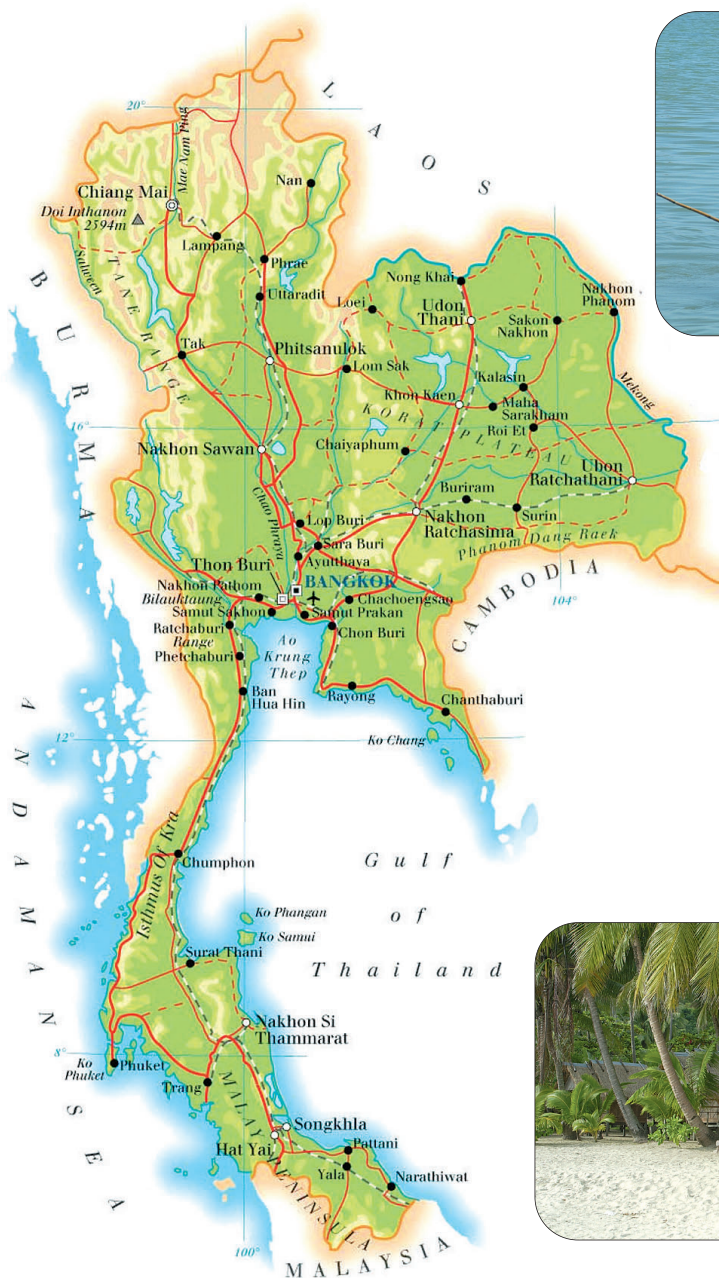 LAOS
20°
Mae Nam Ping
Nan
Chiang Mai
Doi Inthanon
2594m
Lampang
Salween
TANE RANGE
Phrae
Nong Khai
BURMA
Uttaradit
Loei
Udon
Thani
Nakhon
Phanom
Sakon
Nakhon
Tak
Phitsanulok
Lom Sak
Kalasin
Mekong
Khon Kaen
Maha
Sarakham
KORAT PLATEAU
Roi Et
16°
Nakhon Sawan
Chaiyaphum
Ubon
Ratchathani
Buriram
Chao Phraya
Lop Buri
Nakhon
Ratchasima
Surin
Sara Buri
Phanom Dang Raek
Ayutthaya
Thon Buri
BANGKOK
CAMBODIA
104°
Nakhon Pathom
Bilauktaung
Chachoengsao
Samut Sakhon
Samut Prakan
Ratchaburi
Range
Chon Buri
Ao
Krung
Thep
Phetchaburi
Ban
Hua Hin
Rayong
Chanthaburi
ANDAMAN SEA
12°
Ko Chang
Isthmus Of Kra
Chumphon
Gulf
of
Thailand
Ko Phangan
Ko Samui
Surat Thani
Nakhon Si
Thammarat
8°
Ko
Phuket
Phuket
Trang
MALAY PENINSULA
Songkhla
Hat Yai
Pattani
Yala
Narathiwat
100°
MALAYSIA